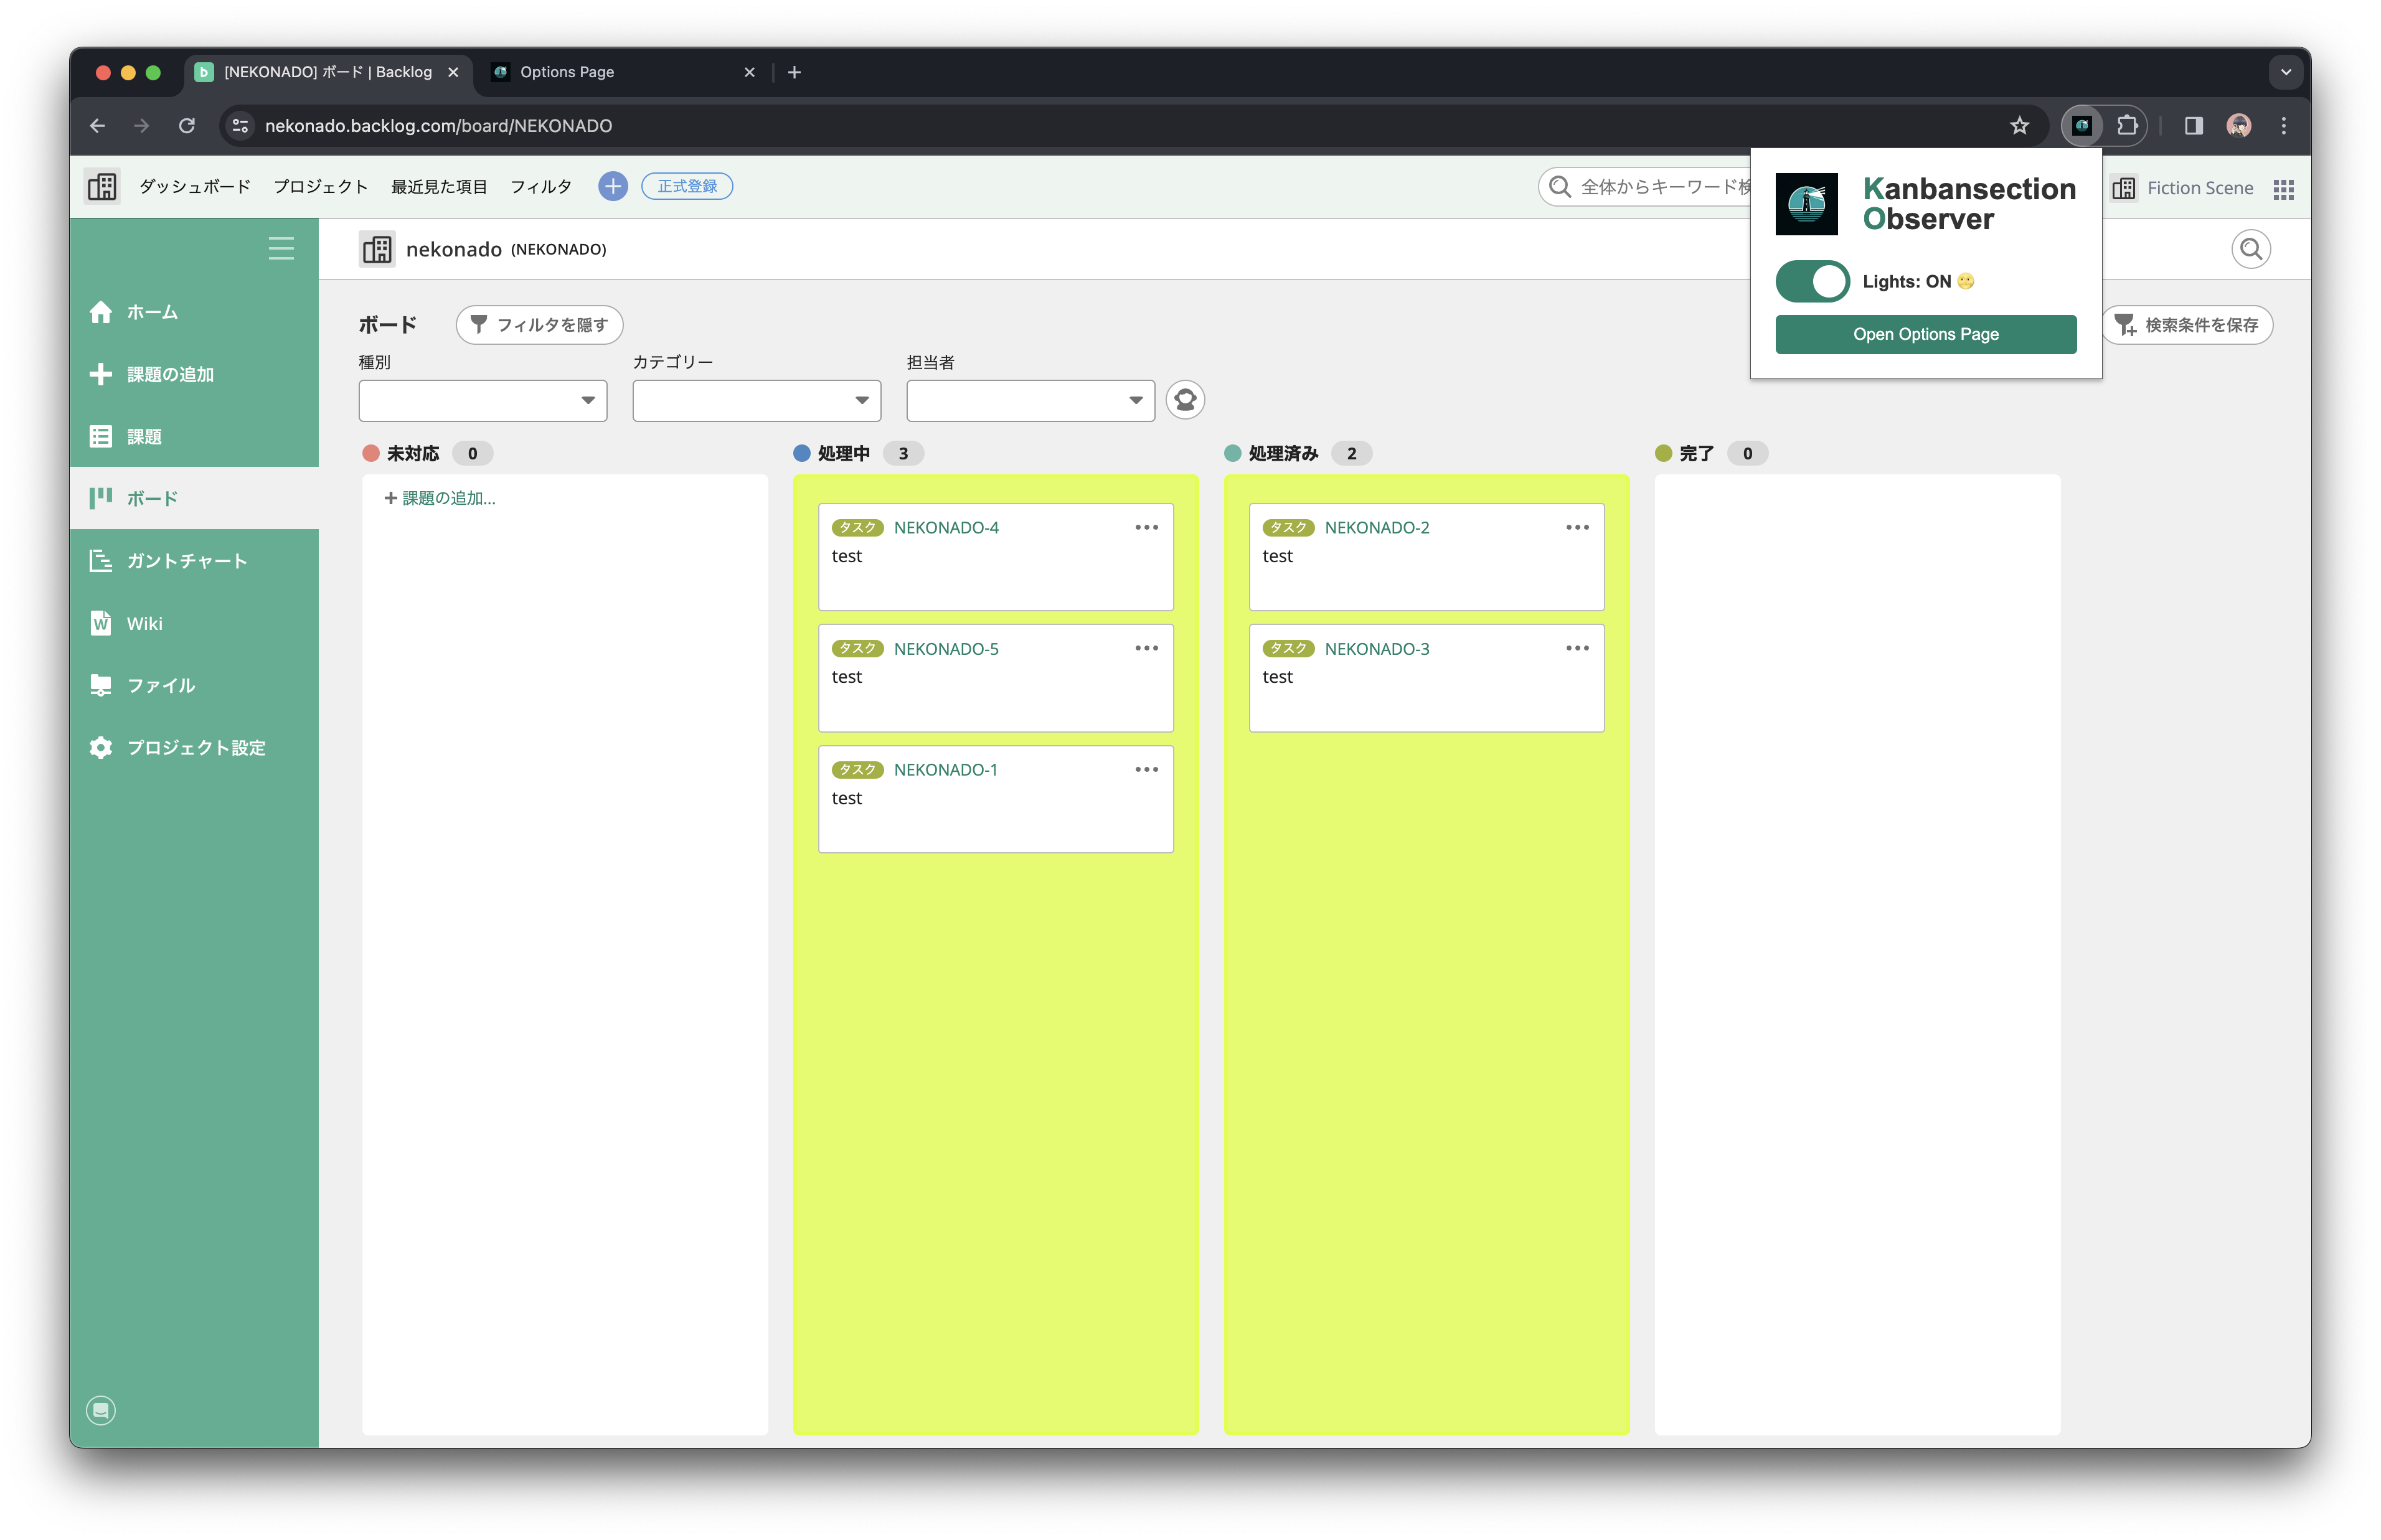 [NEKONADO] ボード | Backlog
Options Page
nekonado.backlog.com/board/NEKONADO
ダッシュボード プロジェクト 最近見た項目 フィルタ 正式登録
全体からキーワード検
Fiction Scene
Kanbansection
Observer
Lights: ON
Open Options Page
nekonado (NEKONADO)
ホーム
課題の追加
課題
ボード
ガントチャート
Wiki
ファイル
プロジェクト設定
ボード
フィルタを隠す
検索条件を保存
種別
カテゴリー
担当者
未対応 0
課題の追加...
処理中 3
タスク NEKONADO-4
test
タスク NEKONADO-5
test
タスク NEKONADO-1
test
処理済み 2
タスク NEKONADO-2
test
タスク NEKONADO-3
test
完了 0